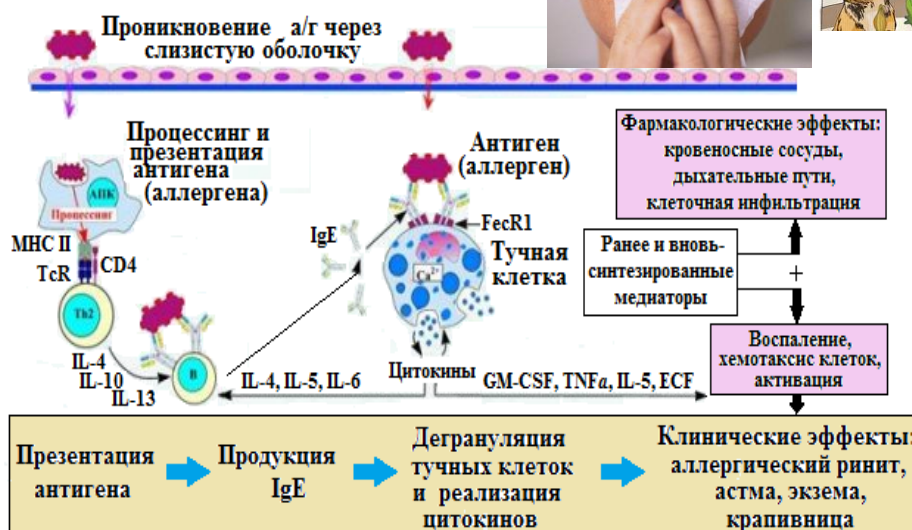 Проникновение а/г через
слизистую оболочку
Процессинг и
презентация
антигена
(аллергена)
АПК
Процессинг
MHC II
TcR
CD4
Th2
IL-4
IL-10
IL-13
B
IgE
Антиген
(аллерген)
FecR1
Тучная
клетка
Ca2+
Цитокины
IL-4, IL-5, IL-6
GM-CSF, TNFα, IL-5, ECF
Фармакологические эффекты:
кровеносные сосуды,
дыхательные пути,
клеточная инфильтрация
Ранее и вновь-
синтезированные
медиаторы
+
Воспаление,
хемотаксис клеток,
активация
Презентация
антигена
Продукция
IgE
Дегрануляция
тучных клеток
и реализация
цитокинов
Клинические эффекты:
аллергический ринит,
астма, экзема,
крапивница